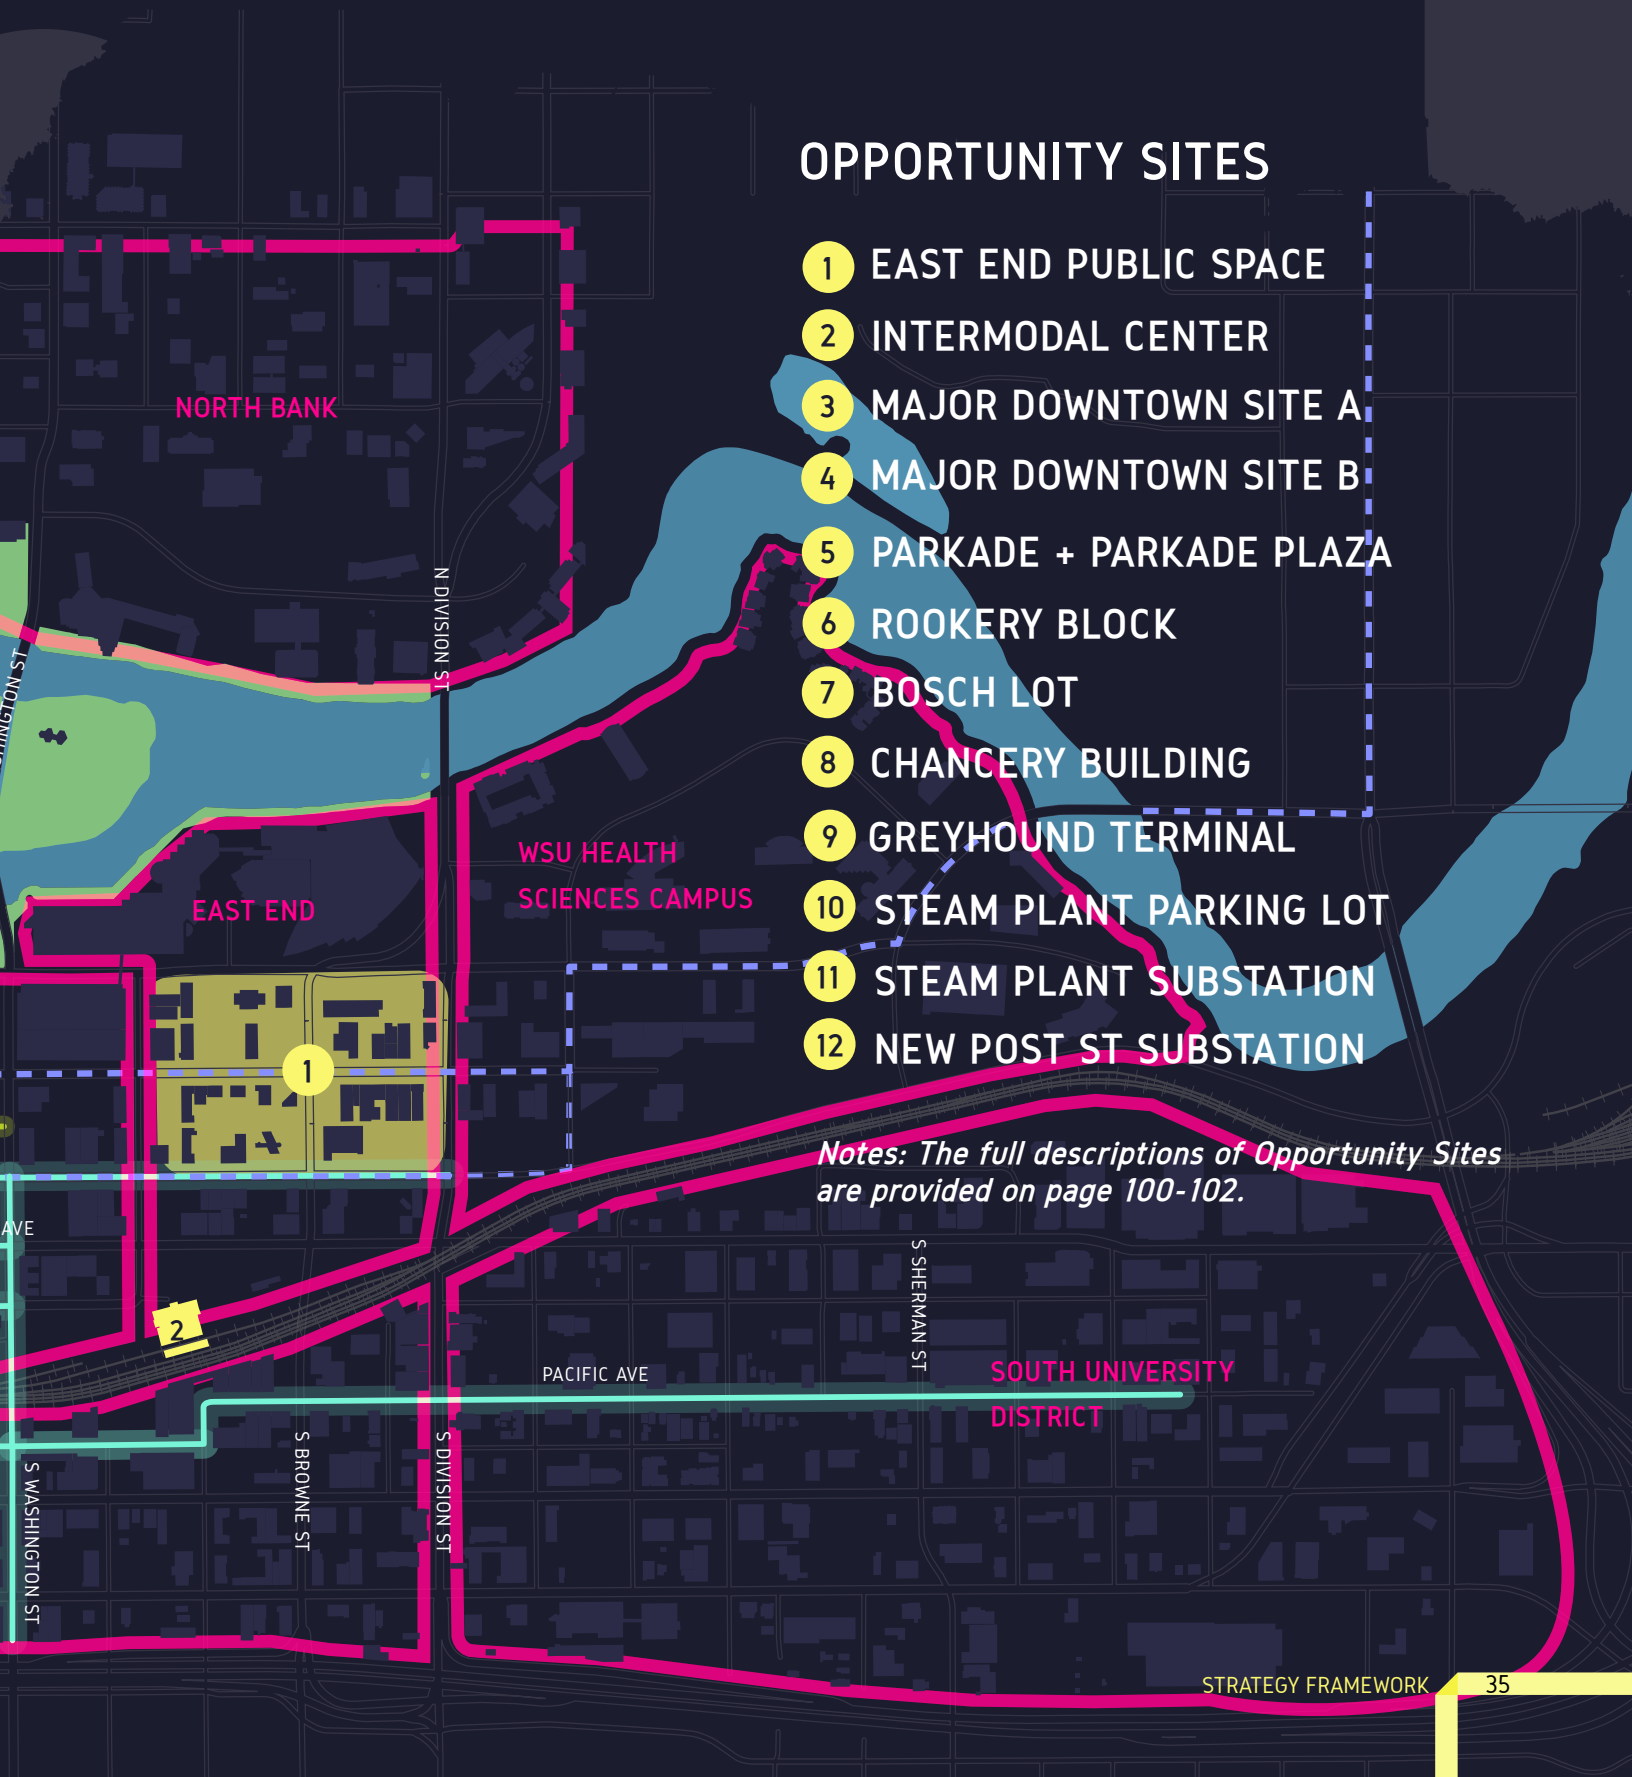 OPPORTUNITY SITES
1 EAST END PUBLIC SPACE
2 INTERMODAL CENTER
3 MAJOR DOWNTOWN SITE A
4 MAJOR DOWNTOWN SITE B
5 PARKADE + PARKADE PLAZA
6 ROOKERY BLOCK
7 BOSCH LOT
8 CHANCERY BUILDING
9 GREYHOUND TERMINAL
10 STEAM PLANT PARKING LOT
11 STEAM PLANT SUBSTATION
12 NEW POST ST SUBSTATION
Notes: The full descriptions of Opportunity Sites
are provided on page 100-102.
NORTH BANK
N DIVISION ST
INGTON ST
WSU HEALTH
SCIENCES CAMPUS
EAST END
1
AVE
2
S SHERMAN ST
PACIFIC AVE
SOUTH UNIVERSITY
DISTRICT
S WASHINGTON ST
S BROWNE ST
S DIVISION ST
STRATEGY FRAMEWORK
35